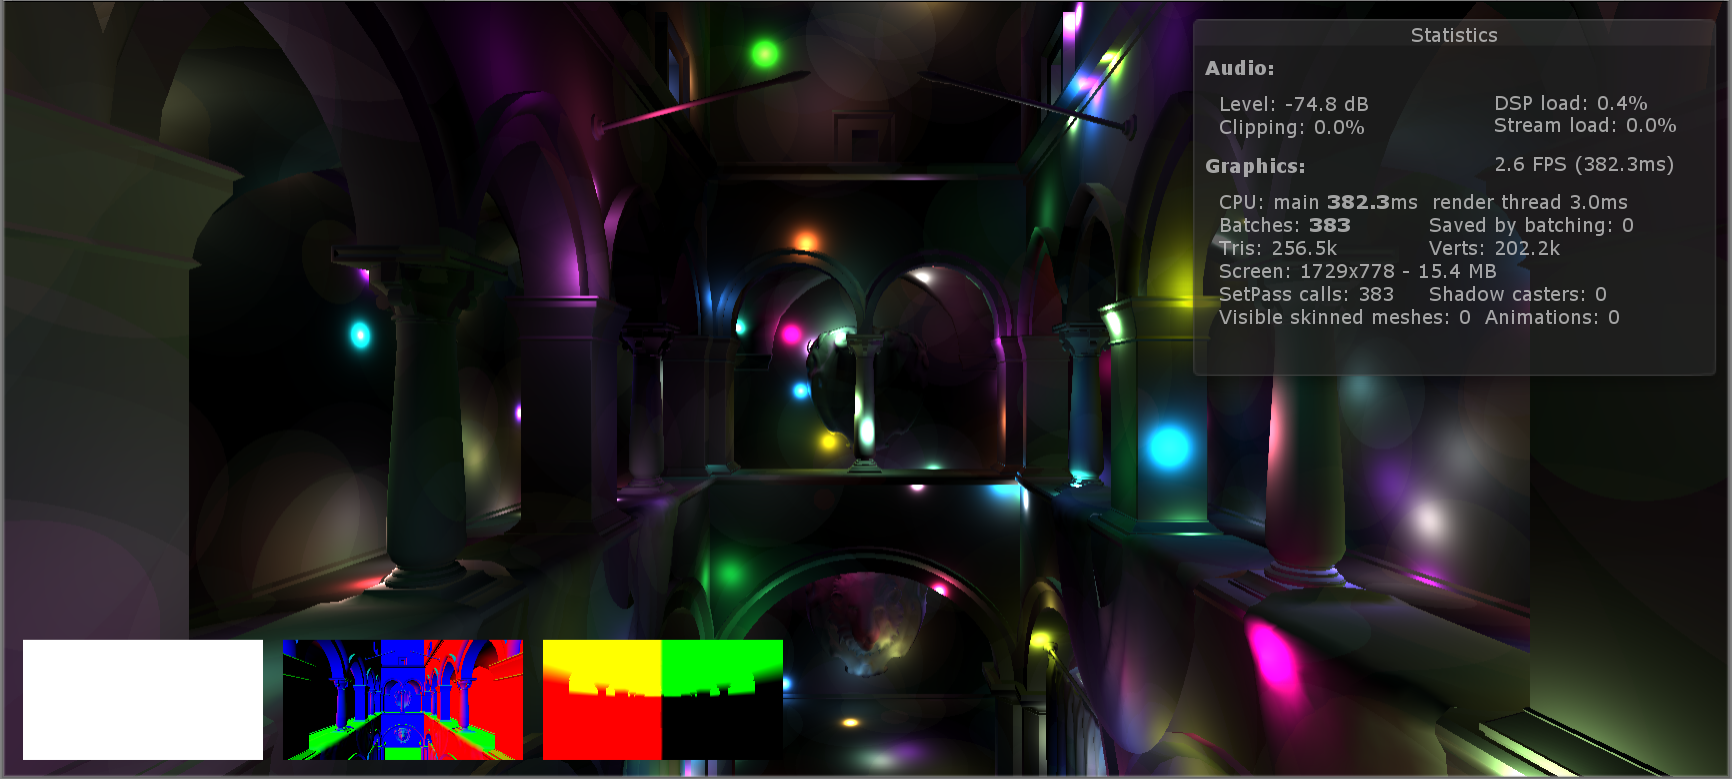 Statistics
Audio:
Level: -74.8 dB DSP load: 0.4%
Clipping: 0.0% Stream load: 0.0%
Graphics: 2.6 FPS (382.3ms)
CPU: main 382.3ms render thread 3.0ms
Batches: 383 Saved by batching: 0
Tris: 256.5k Verts: 202.2k
Screen: 1729x778 - 15.4 MB
SetPass calls: 383 Shadow casters: 0
Visible skinned meshes: 0 Animations: 0